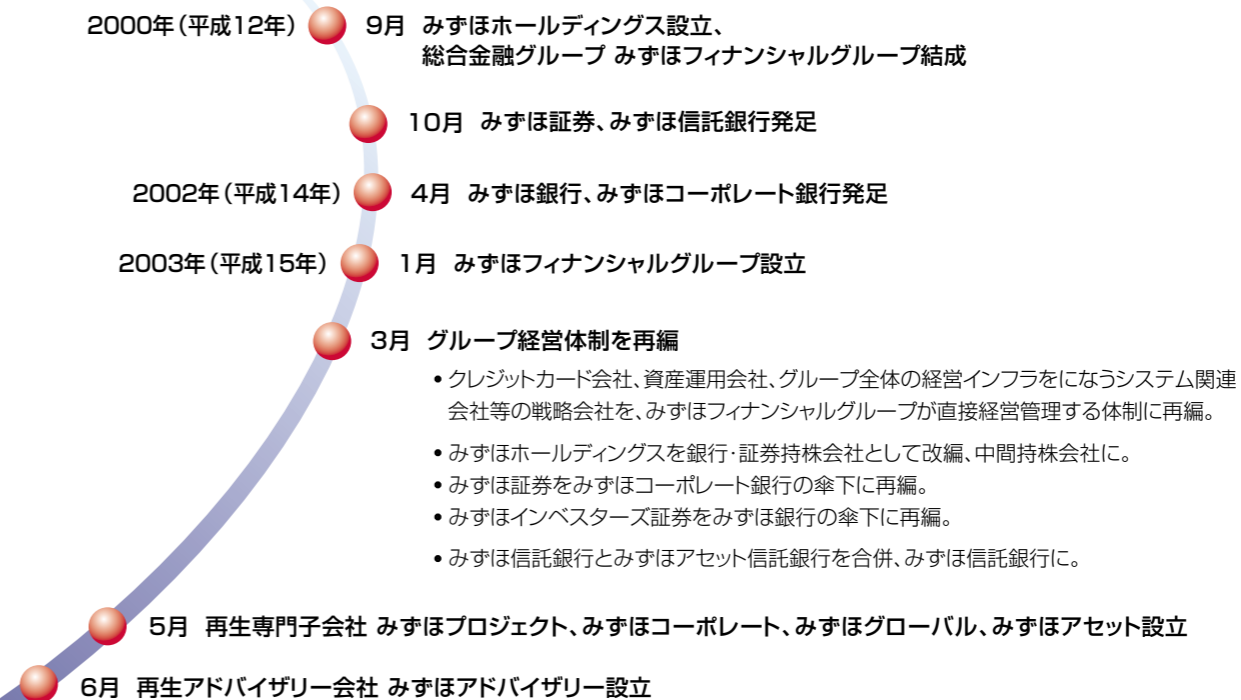 2000年(平成12年) 9月 みずほホールディングス設立、
総合金融グループ みずほフィナンシャルグループ結成
10月 みずほ証券、みずほ信託銀行発足
2002年(平成14年) 4月 みずほ銀行、みずほコーポレート銀行発足
2003年(平成15年) 1月 みずほフィナンシャルグループ設立
3月 グループ経営体制を再編
•クレジットカード会社、資産運用会社、グループ全体の経営インフラをになうシステム関連
会社等の戦略会社を、みずほフィナンシャルグループが直接経営管理する体制に再編。
•みずほホールディングスを銀行・証券持株会社として改編、中間持株会社に。
•みずほ証券をみずほコーポレート銀行の傘下に再編。
•みずほインベスターズ証券をみずほ銀行の傘下に再編。
•みずほ信託銀行とみずほアセット信託銀行を合併、みずほ信託銀行に。
5月 再生専門子会社 みずほプロジェクト、みずほコーポレート、みずほグローバル、みずほアセット設立
6月 再生アドバイザリー会社 みずほアドバイザリー設立